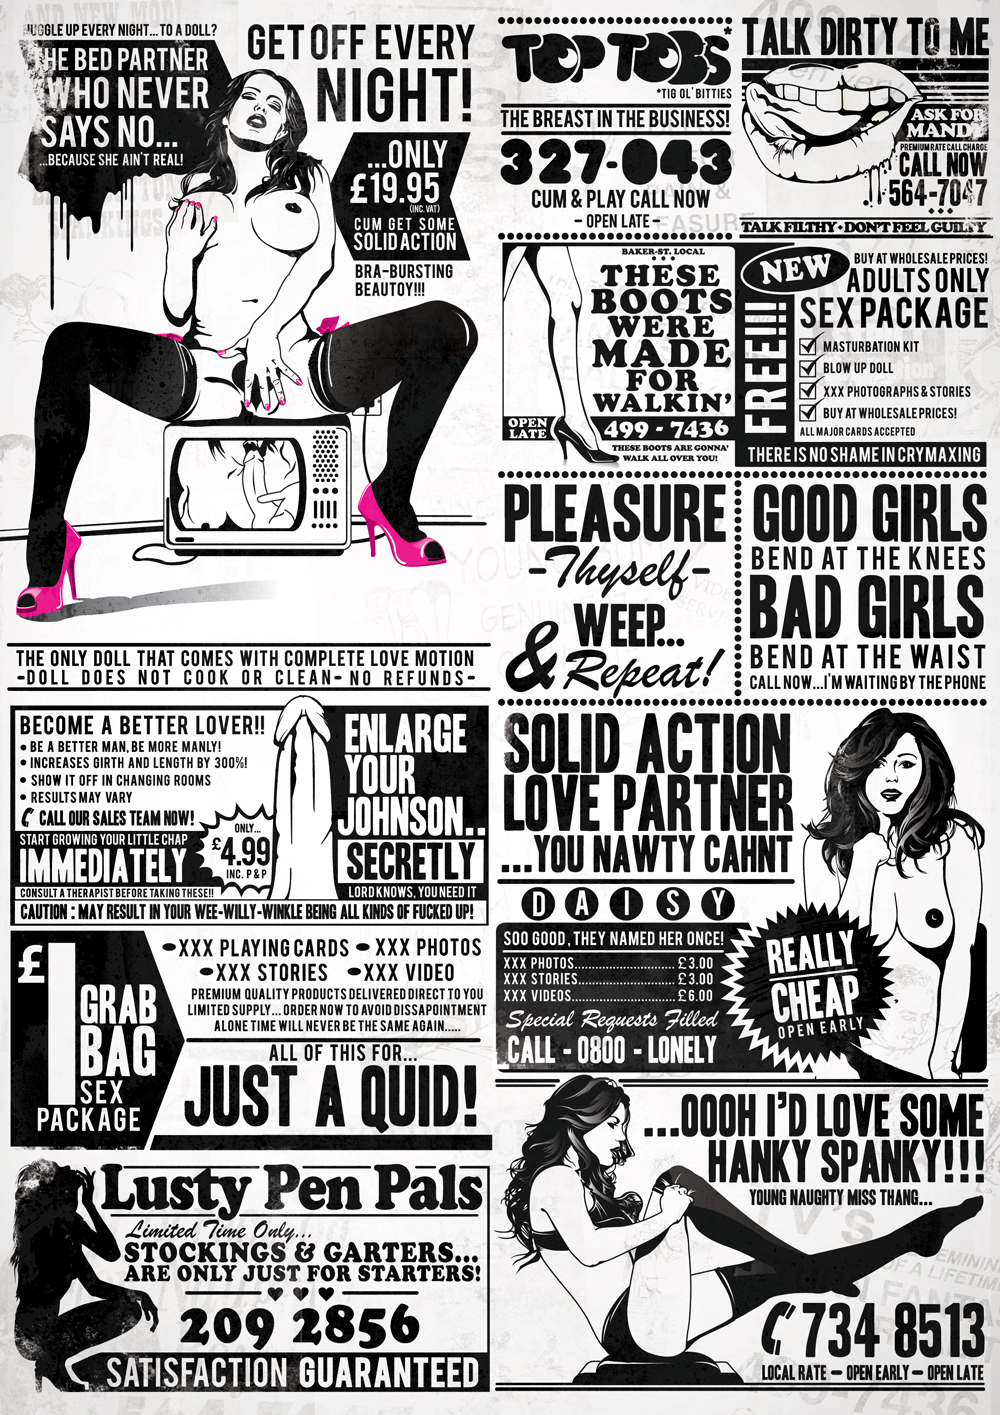 HUGGLE UP EVERY NIGHT... TO A DOLL?
THE BED PARTNER
WHO NEVER
SAYS NO...
...BECAUSE SHE AIN'T REAL!
GET OFF EVERY
NIGHT!
...ONLY
£19.95
(INC. VAT)
CUM GET SOME
SOLID ACTION
BRA-BURSTING
BEAUTOY!!!
THE ONLY DOLL THAT COMES WITH COMPLETE LOVE MOTION
-DOLL DOES NOT COOK OR CLEAN- NO REFUNDS-
BECOME A BETTER LOVER!!
• BE A BETTER MAN, BE MORE MANLY!
• INCREASES GIRTH AND LENGTH BY 300%!
• SHOW IT OFF IN CHANGING ROOMS
• RESULTS MAY VARY
CALL OUR SALES TEAM NOW!
START GROWING YOUR LITTLE CHAP
IMMEDIATELY
CONSULT A THERAPIST BEFORE TAKING THESE!!
ONLY...
£4.99
INC. P & P
ENLARGE
YOUR
JOHNSON..
SECRETLY
LORD KNOWS, YOU NEED IT
CAUTION : MAY RESULT IN YOUR WEE-WILLY-WINKLE BEING ALL KINDS OF FUCKED UP!
£1
GRAB
BAG
SEX
PACKAGE
• XXX PLAYING CARDS • XXX PHOTOS
• XXX STORIES • XXX VIDEO
PREMIUM QUALITY PRODUCTS DELIVERED DIRECT TO YOU
LIMITED SUPPLY... ORDER NOW TO AVOID DISSAPOINTMENT
ALONE TIME WILL NEVER BE THE SAME AGAIN.....
ALL OF THIS FOR...
JUST A QUID!
Lusty Pen Pals
Limited Time Only...
STOCKINGS & GARTERS...
ARE ONLY JUST FOR STARTERS!
209 2856
SATISFACTION GUARANTEED
TOP TOBS*
*TIG OL' BITTIES
THE BREAST IN THE BUSINESS!
327-043
CUM & PLAY CALL NOW
- OPEN LATE -
TALK DIRTY TO ME
ASK FOR
MANDY
PREMIUM RATE CALL CHARGE
CALL NOW
564-7047
TALK FILTHY • DON'T FEEL GUILTY
BAKER-ST. LOCAL
THESE
BOOTS
WERE
MADE
FOR
WALKIN'
OPEN
LATE
499 - 7436
THESE BOOTS ARE GONNA'
WALK ALL OVER YOU!
NEW
BUY AT WHOLESALE PRICES!
ADULTS ONLY
SEX PACKAGE
FREE!!!
MASTURBATION KIT
BLOW UP DOLL
XXX PHOTOGRAPHS & STORIES
BUY AT WHOLESALE PRICES!
ALL MAJOR CARDS ACCEPTED
THERE IS NO SHAME IN CRYMAXING
PLEASURE
-Thyself-
WEEP...
& Repeat!
GOOD GIRLS
BEND AT THE KNEES
BAD GIRLS
BEND AT THE WAIST
CALL NOW...I'M WAITING BY THE PHONE
SOLID ACTION
LOVE PARTNER
...YOU NAWTY CAHNT
DAISY
SOO GOOD, THEY NAMED HER ONCE!
XXX PHOTOS.......................... £3.00
XXX STORIES......................... £3.00
XXX VIDEOS.......................... £6.00
Special Requests Filled
CALL - 0800 - LONELY
REALLY
CHEAP
OPEN EARLY
...OOOH I'D LOVE SOME
HANKY SPANKY!!!
YOUNG NAUGHTY MISS THANG...
734 8513
LOCAL RATE - OPEN EARLY - OPEN LATE